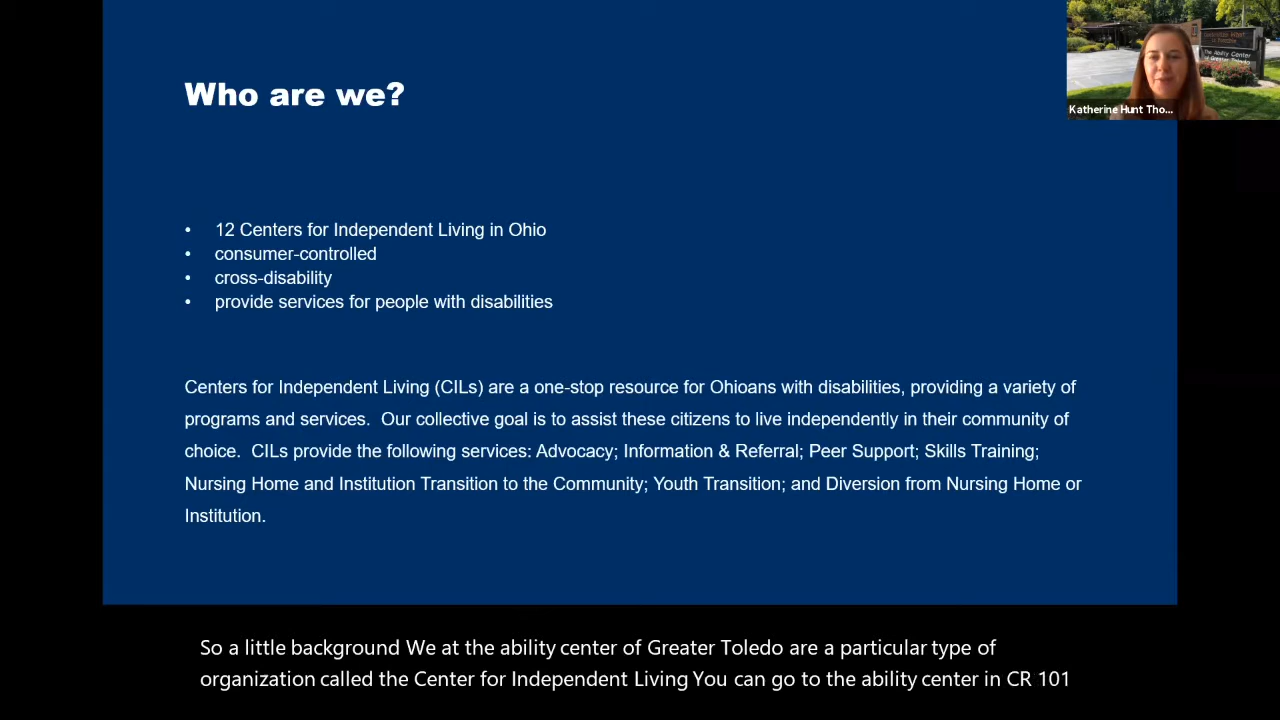 Who are we?
• 12 Centers for Independent Living in Ohio
• consumer-controlled
• cross-disability
• provide services for people with disabilities
Centers for Independent Living (CILs) are a one-stop resource for Ohioans with disabilities, providing a variety of
programs and services.  Our collective goal is to assist these citizens to live independently in their community of
choice.  CILs provide the following services: Advocacy; Information & Referral; Peer Support; Skills Training;
Nursing Home and Institution Transition to the Community; Youth Transition; and Diversion from Nursing Home or
Institution.
The Ability Center
of Greater Toledo
Katherine Hunt Tho...
So a little background We at the ability center of Greater Toledo are a particular type of
organization called the Center for Independent Living You can go to the ability center in CR 101